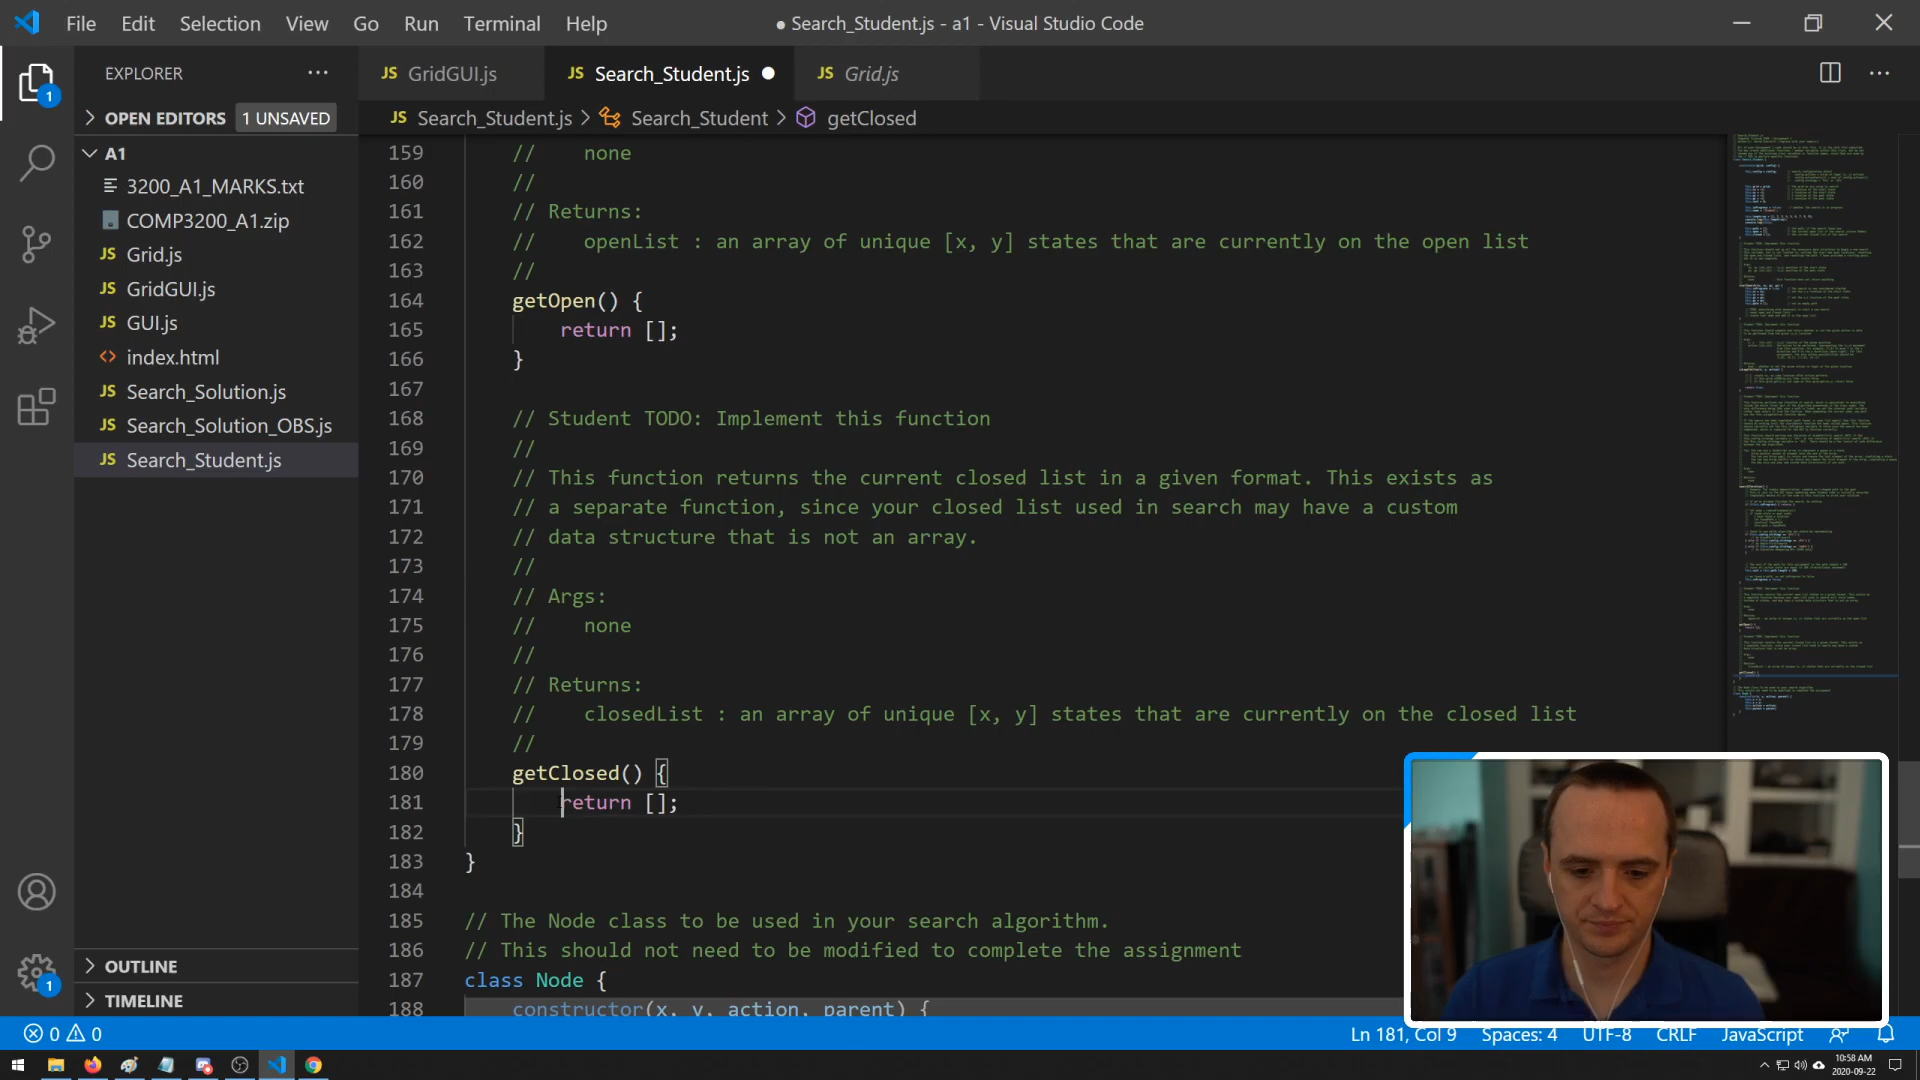 File Edit Selection View Go Run Terminal Help
● Search_Student.js - a1 - Visual Studio Code
EXPLORER
JS GridGUI.js
JS Search_Student.js
JS Grid.js
1
OPEN EDITORS 1 UNSAVED
JS Search_Student.js > Search_Student > getClosed
A1
3200_A1_MARKS.txt
COMP3200_A1.zip
JS Grid.js
JS GridGUI.js
JS GUI.js
index.html
JS Search_Solution.js
JS Search_Solution_OBS.js
JS Search_Student.js
OUTLINE
TIMELINE
1
159 // none
160 //
161 // Returns:
162 // openList : an array of unique [x, y] states that are currently on the open list
163 //
164 getOpen() {
165 return [];
166 }
167
168 // Student TODO: Implement this function
169 //
170 // This function returns the current closed list in a given format. This exists as
171 // a separate function, since your closed list used in search may have a custom
172 // data structure that is not an array.
173 //
174 // Args:
175 // none
176 //
177 // Returns:
178 // closedList : an array of unique [x, y] states that are currently on the closed list
179 //
180 getClosed() {
181 return [];
182 }
183 }
184
185 // The Node class to be used in your search algorithm.
186 // This should not need to be modified to complete the assignment
187 class Node {
188 constructor(x, y, action, parent) {
0 0
Ln 181, Col 9 Spaces: 4 UTF-8 CRLF JavaScript
10:58 AM
2020-09-22